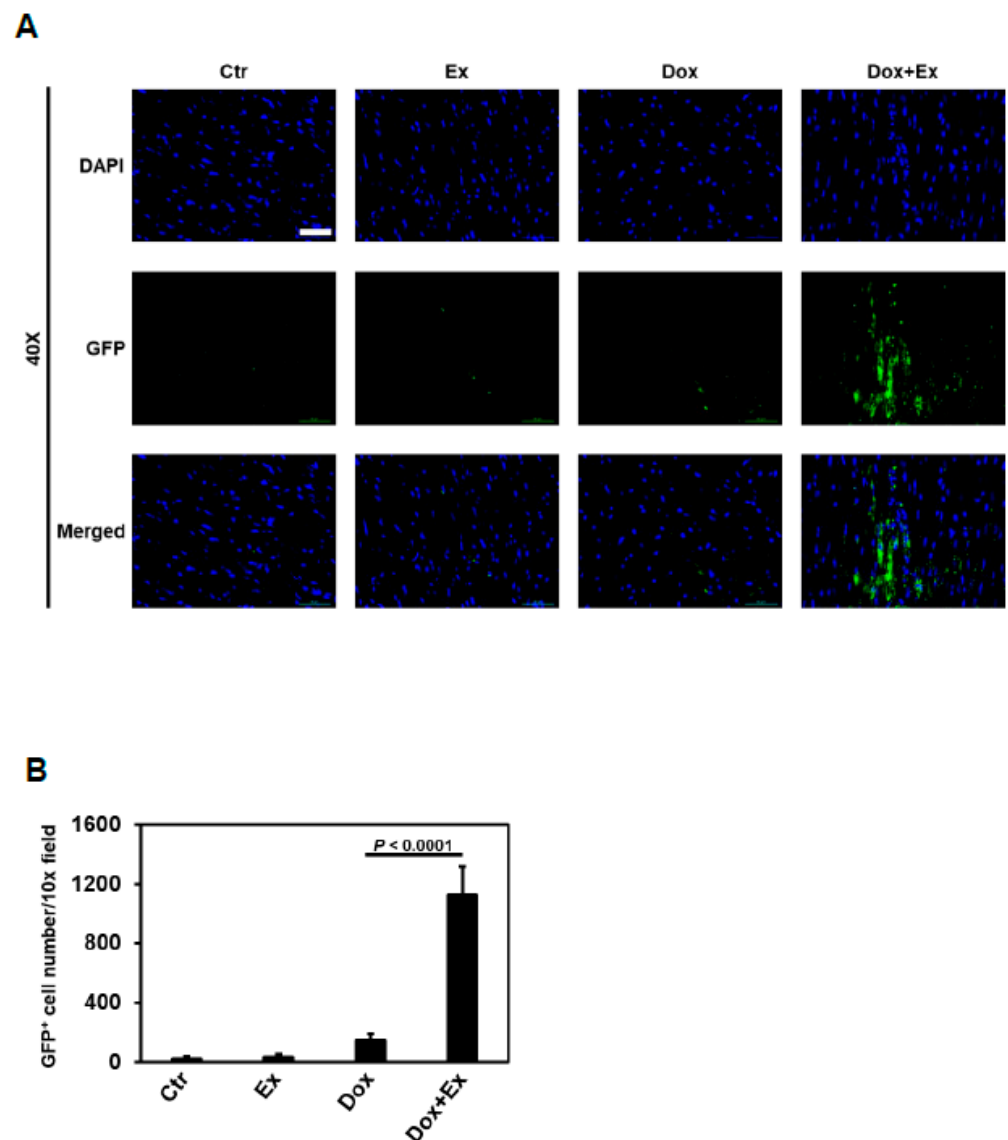 A
Ctr Ex Dox Dox+Ex
40X
DAPI
GFP
Merged
B
GFP⁺ cell number/10x field
1600
1200
800
400
0
P < 0.0001
Ctr Ex Dox Dox+Ex